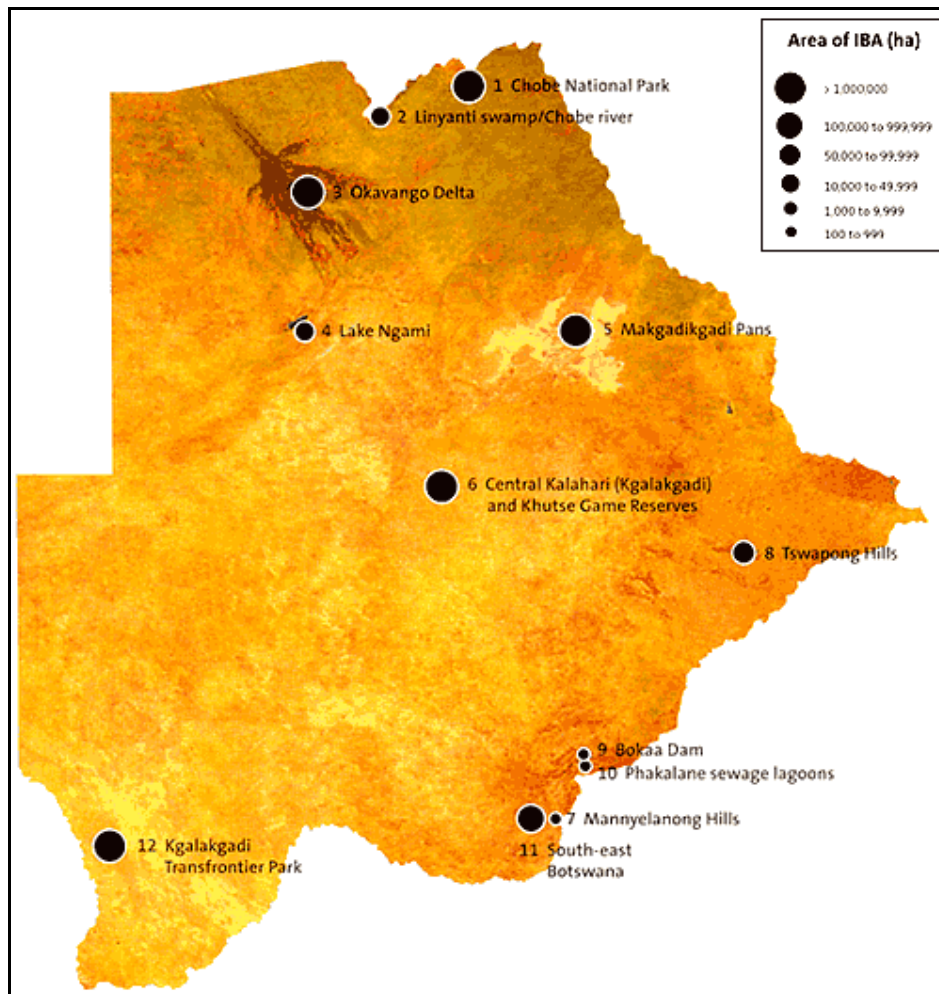 Area of IBA (ha)
> 1,000,000
100,000 to 999,999
50,000 to 99,999
10,000 to 49,999
1,000 to 9,999
100 to 999
1 Chobe National Park
2 Linyanti swamp/Chobe river
3 Okavango Delta
4 Lake Ngami
5 Makgadikgadi Pans
6 Central Kalahari (Kgalakgadi)
and Khutse Game Reserves
8 Tswapong Hills
9 Bokaa Dam
10 Phakalane sewage lagoons
7 Mannyelanong Hills
11 South-east
Botswana
12 Kgalakgadi
Transfrontier Park